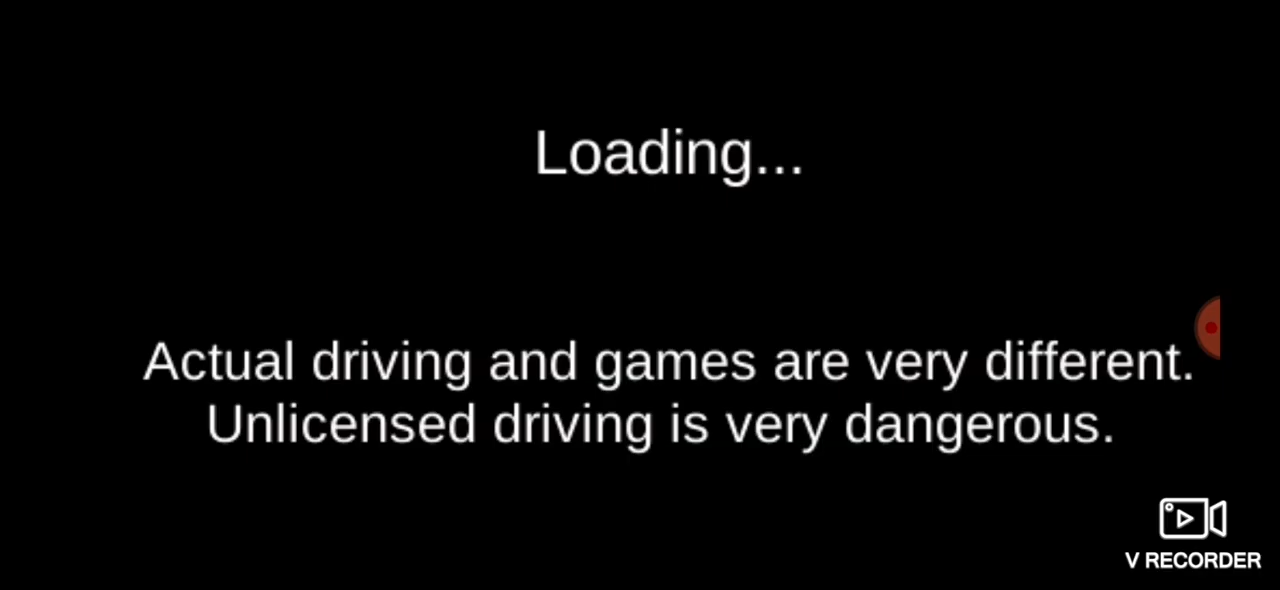 Loading...
Actual driving and games are very different.
Unlicensed driving is very dangerous.
V RECORDER